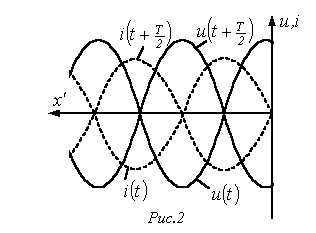 u,i
i(t + T/2)
u(t + T/2)
x'
i(t)
u(t)
Рис.2